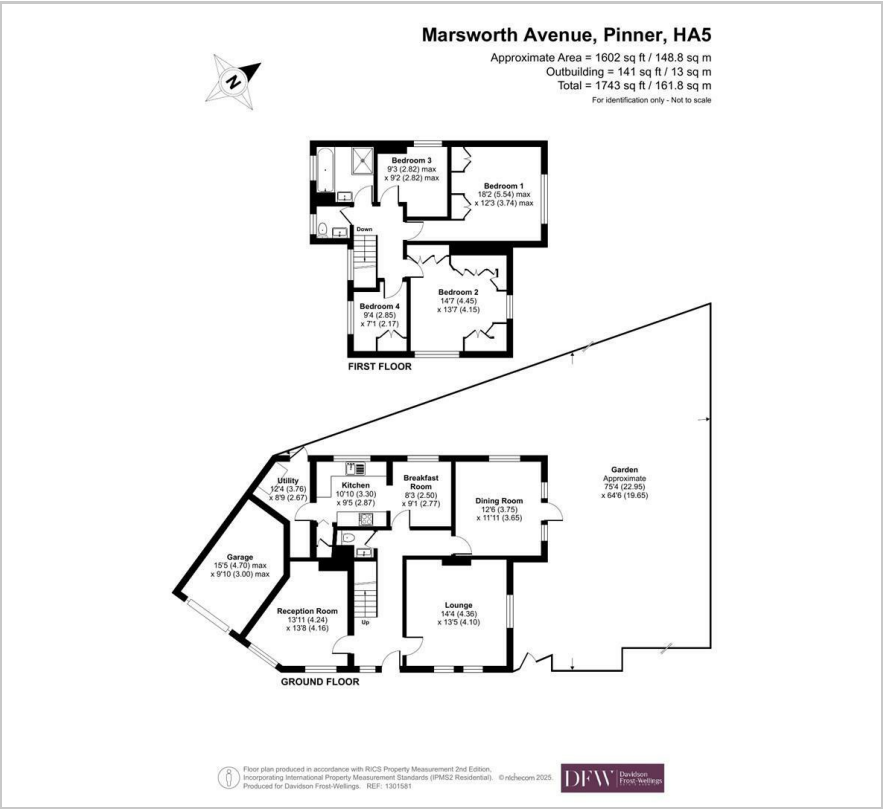 Marsworth Avenue, Pinner, HA5
Approximate Area = 1602 sq ft / 148.8 sq m
Outbuilding = 141 sq ft / 13 sq m
Total = 1743 sq ft / 161.8 sq m
For identification only - Not to scale
N
Bedroom 3
9'3 (2.82) max
x 9'2 (2.82) max
Bedroom 1
18'2 (5.54) max
x 12'3 (3.74) max
Down
Bedroom 2
14'7 (4.45)
x 13'7 (4.15)
Bedroom 4
9'4 (2.85)
x 7'1 (2.17)
FIRST FLOOR
Utility
12'4 (3.76)
x 8'9 (2.67)
Kitchen
10'10 (3.30)
x 9'5 (2.87)
Breakfast
Room
8'3 (2.50)
x 9'1 (2.77)
Dining Room
12'6 (3.75)
x 11'11 (3.65)
Garden
Approximate
75'4 (22.95)
x 64'6 (19.65)
Garage
15'5 (4.70) max
x 9'10 (3.00) max
Reception Room
13'11 (4.24)
x 13'8 (4.16)
Up
Lounge
14'4 (4.36)
x 13'5 (4.10)
GROUND FLOOR
Floor plan produced in accordance with RICS Property Measurement 2nd Edition,
Incorporating International Property Measurement Standards (IPMS2 Residential). © nichecom 2025.
Produced for Davidson Frost-Wellings. REF: 1301581
DFW
Davidson
Frost-Wellings